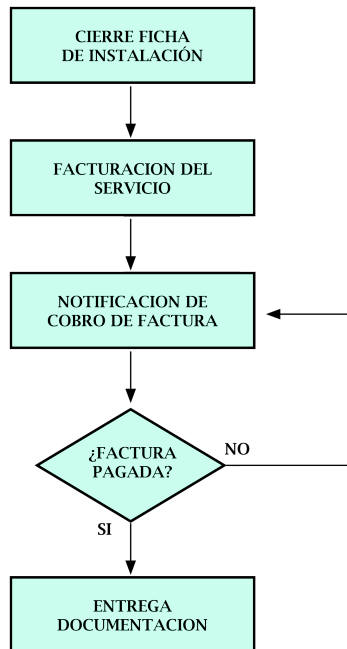 CIERRE FICHA
DE INSTALACIÓN
FACTURACION DEL
SERVICIO
NOTIFICACION DE
COBRO DE FACTURA
¿FACTURA
PAGADA?
NO
SI
ENTREGA
DOCUMENTACION